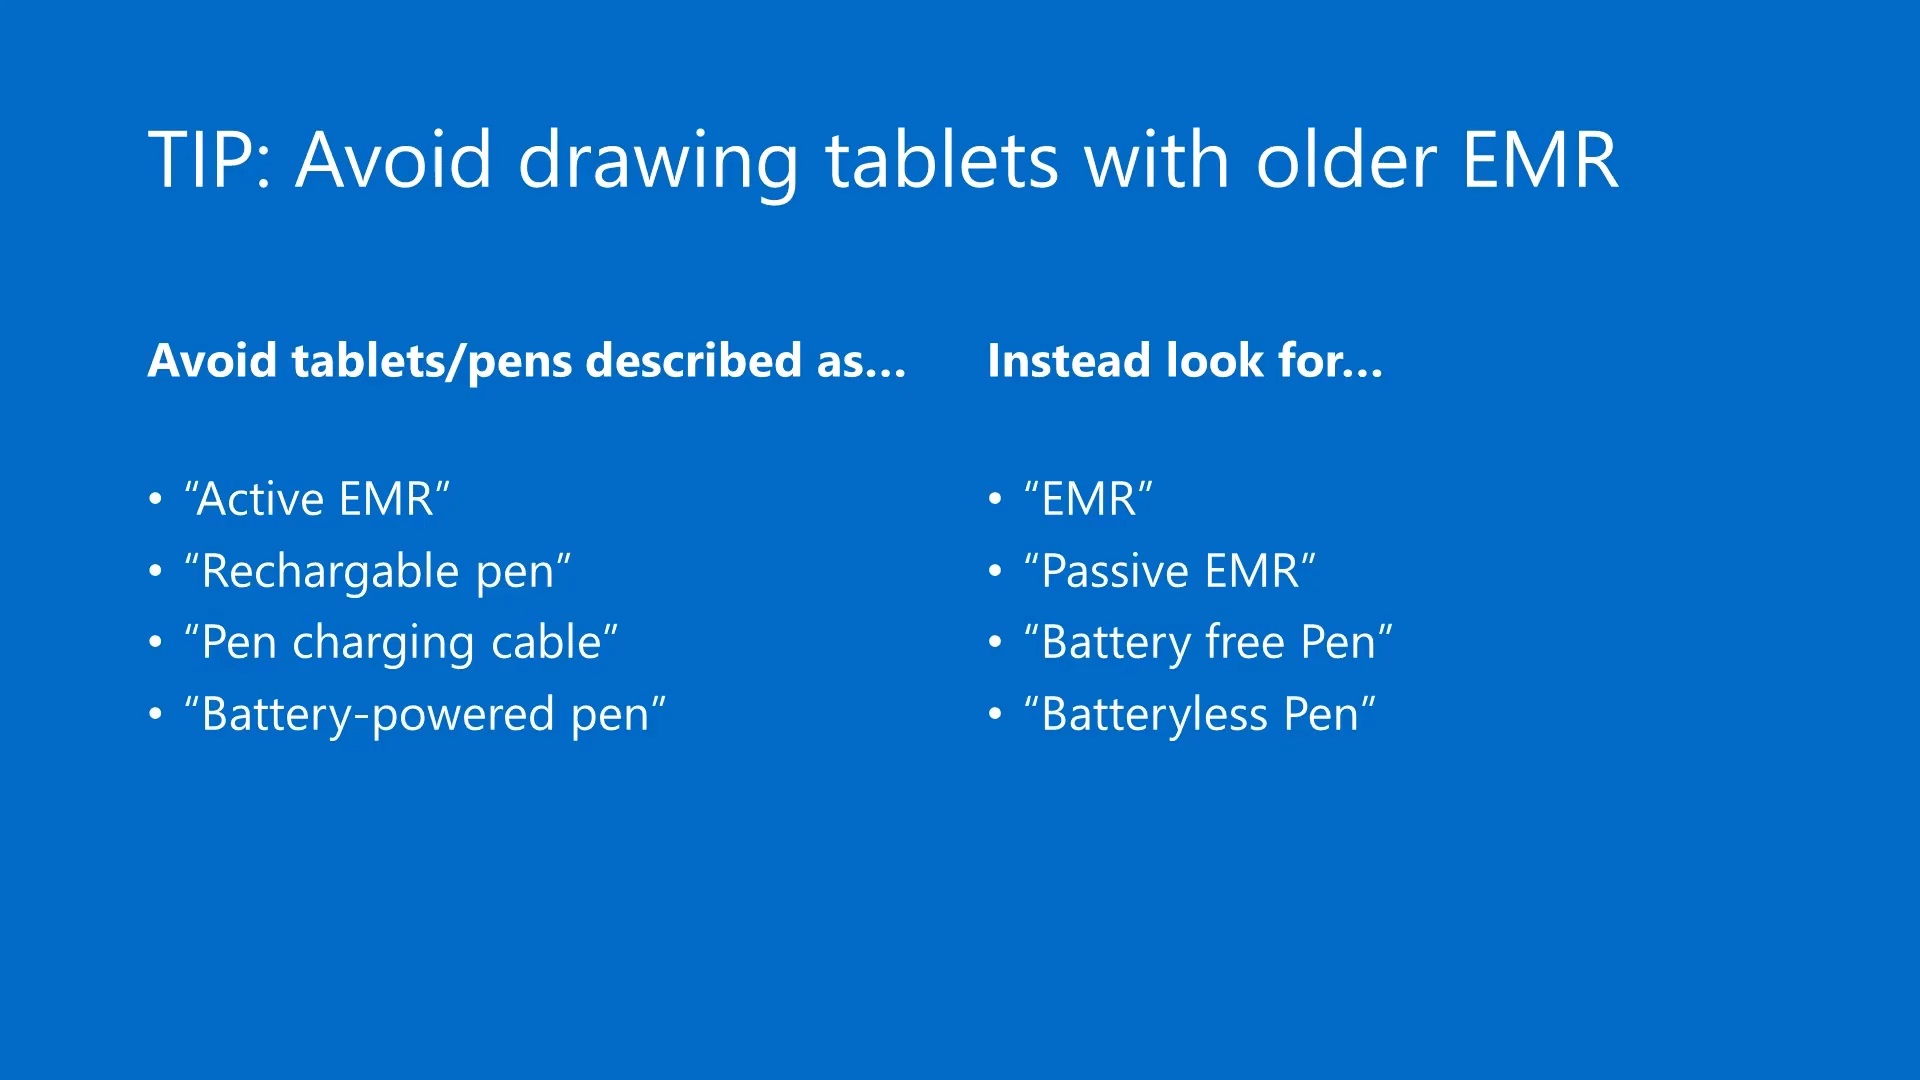 TIP: Avoid drawing tablets with older EMR
Avoid tablets/pens described as...
• “Active EMR”
• “Rechargable pen”
• “Pen charging cable”
• “Battery-powered pen”
Instead look for...
• “EMR”
• “Passive EMR”
• “Battery free Pen”
• “Batteryless Pen”